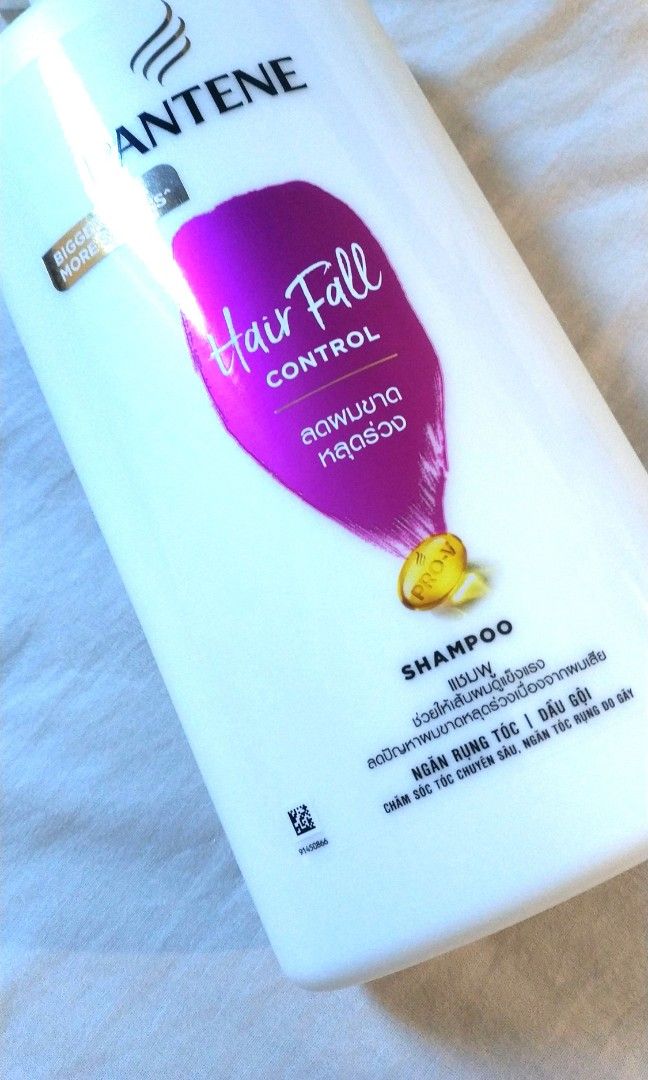 PANTENE
BIGGER
MORE
Hair Fall
CONTROL
ลดผมขาด
หลุดร่วง
PRO-V
SHAMPOO
แชมพู
ช่วยให้เส้นผมดูแข็งแรง
ลดปัญหาผมขาดหลุดร่วงเนื่องจากผมเสีย
NGĂN RỤNG TÓC | DẦU GỘI
CHĂM SÓC TÓC CHUYÊN SÂU, NGĂN TÓC RỤNG DO GÃY
91450866